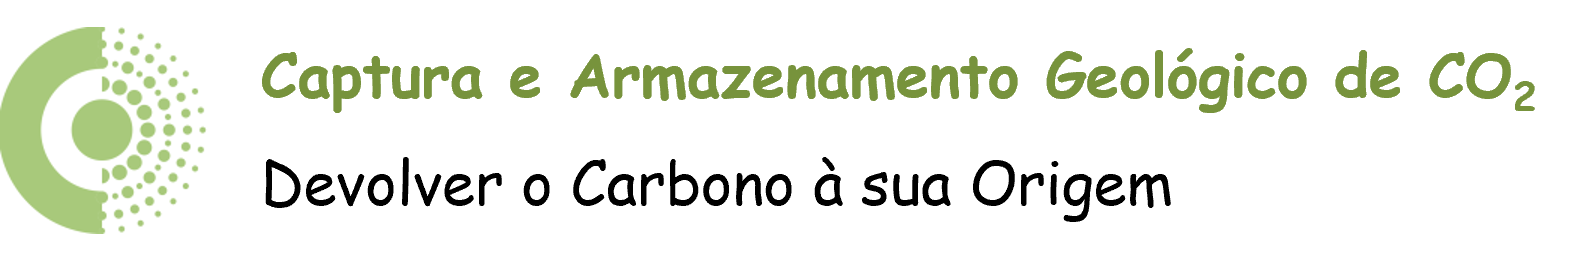 Captura e Armazenamento Geológico de CO₂
Devolver o Carbono à sua Origem